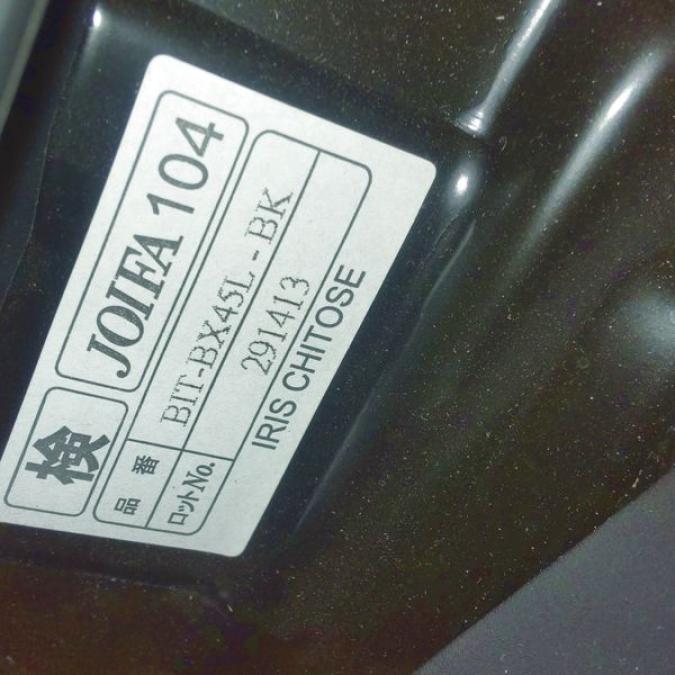 検 JOIFA 104
品番 BIT-BX45L-BK
ロットNo. 291413
IRIS CHITOSE